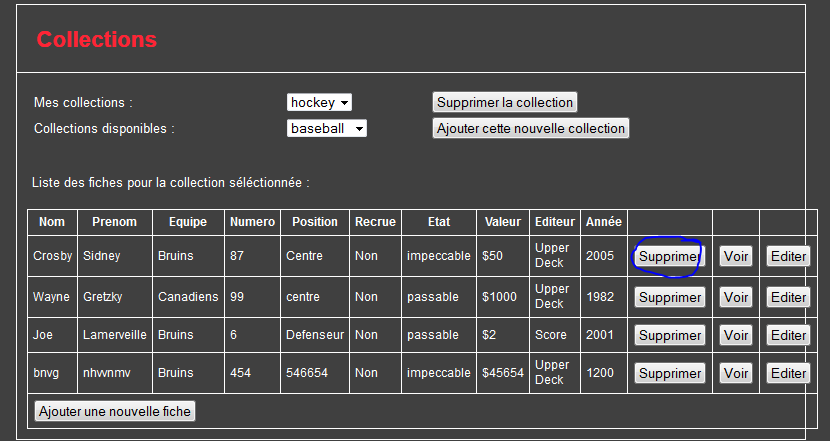 Collections
Mes collections : hockey Supprimer la collection
Collections disponibles : baseball Ajouter cette nouvelle collection
Liste des fiches pour la collection séléctionnée :
Nom Prenom Equipe Numero Position Recrue Etat Valeur Editeur Année
Crosby Sidney Bruins 87 Centre Non impeccable $50 Upper Deck 2005 Supprimer Voir Editer
Wayne Gretzky Canadiens 99 centre Non passable $1000 Upper Deck 1982 Supprimer Voir Editer
Joe Lamerveille Bruins 6 Defenseur Non passable $2 Score 2001 Supprimer Voir Editer
bnvg nhvvnmv Bruins 454 546654 Non impeccable $45654 Upper Deck 1200 Supprimer Voir Editer
Ajouter une nouvelle fiche